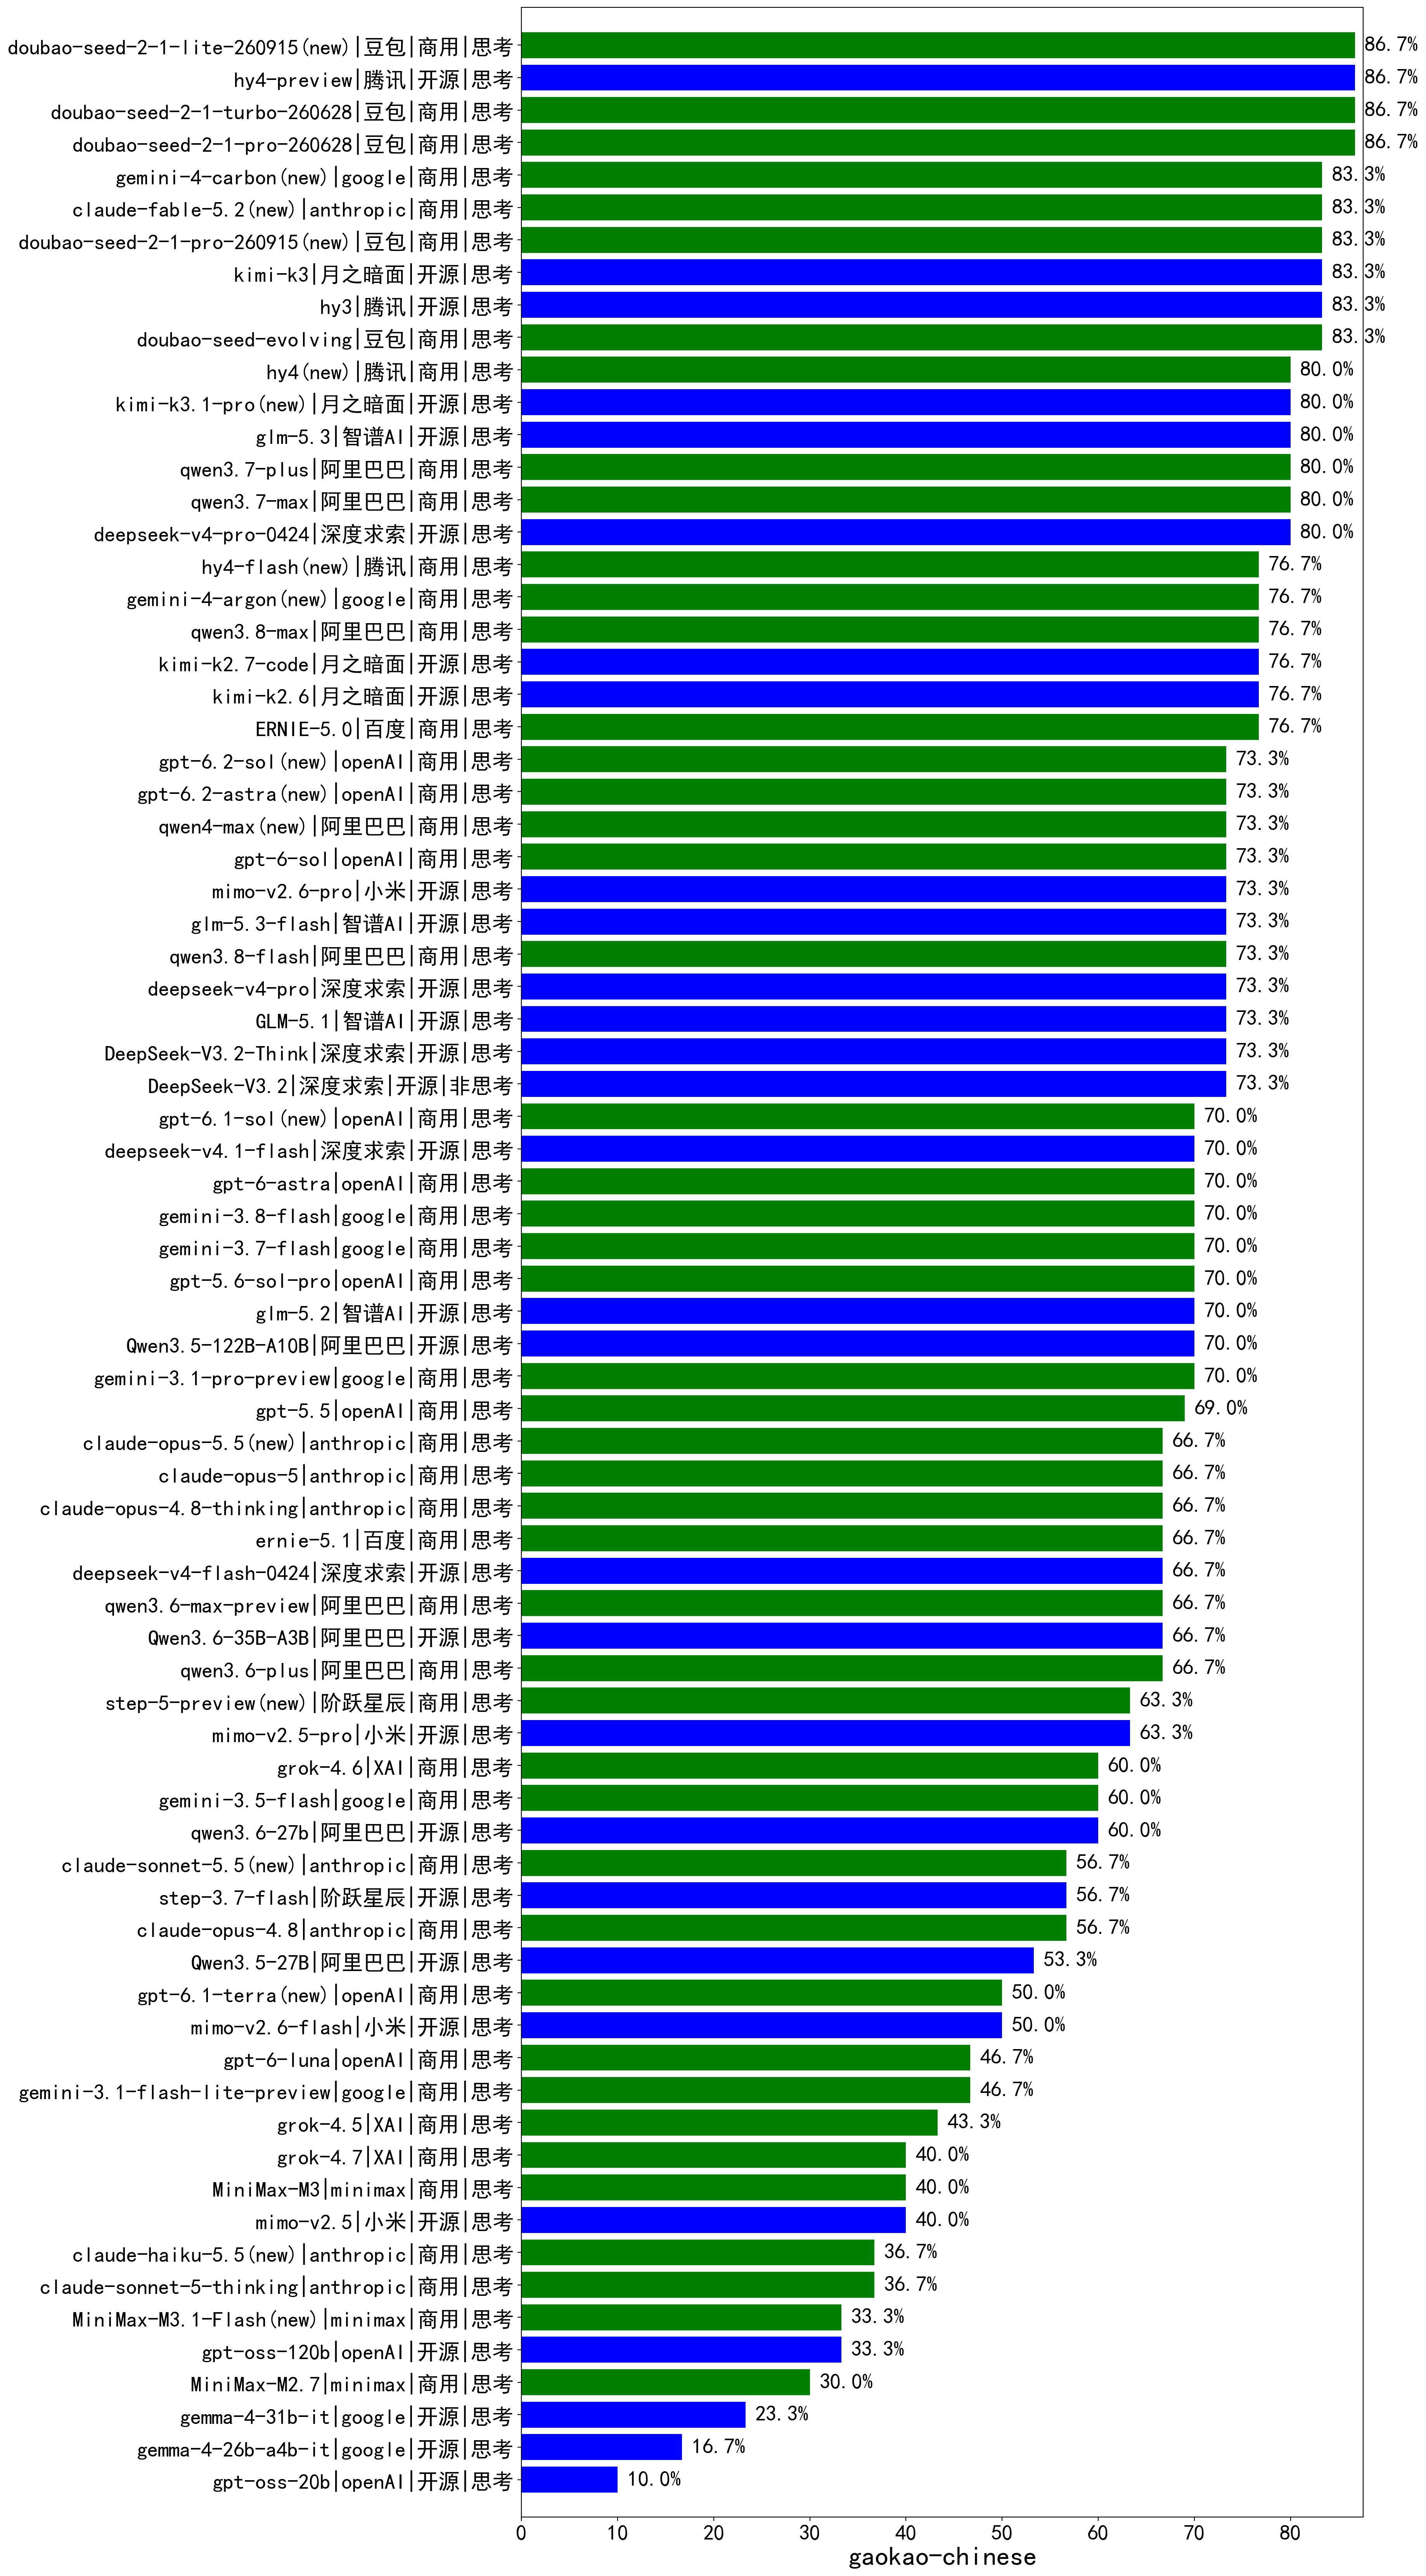 doubao-seed-2-1-lite-260915(new)|豆包|商用|思考 86.7%
hy4-preview|腾讯|开源|思考 86.7%
doubao-seed-2-1-turbo-260628|豆包|商用|思考 86.7%
doubao-seed-2-1-pro-260628|豆包|商用|思考 86.7%
gemini-4-carbon(new)|google|商用|思考 83.3%
claude-fable-5.2(new)|anthropic|商用|思考 83.3%
doubao-seed-2-1-pro-260915(new)|豆包|商用|思考 83.3%
kimi-k3|月之暗面|开源|思考 83.3%
hy3|腾讯|开源|思考 83.3%
doubao-seed-evolving|豆包|商用|思考 83.3%
hy4(new)|腾讯|商用|思考 80.0%
kimi-k3.1-pro(new)|月之暗面|开源|思考 80.0%
glm-5.3|智谱AI|开源|思考 80.0%
qwen3.7-plus|阿里巴巴|商用|思考 80.0%
qwen3.7-max|阿里巴巴|商用|思考 80.0%
deepseek-v4-pro-0424|深度求索|开源|思考 80.0%
hy4-flash(new)|腾讯|商用|思考 76.7%
gemini-4-argon(new)|google|商用|思考 76.7%
qwen3.8-max|阿里巴巴|商用|思考 76.7%
kimi-k2.7-code|月之暗面|开源|思考 76.7%
kimi-k2.6|月之暗面|开源|思考 76.7%
ERNIE-5.0|百度|商用|思考 76.7%
gpt-6.2-sol(new)|openAI|商用|思考 73.3%
gpt-6.2-astra(new)|openAI|商用|思考 73.3%
qwen4-max(new)|阿里巴巴|商用|思考 73.3%
gpt-6-sol|openAI|商用|思考 73.3%
mimo-v2.6-pro|小米|开源|思考 73.3%
glm-5.3-flash|智谱AI|开源|思考 73.3%
qwen3.8-flash|阿里巴巴|商用|思考 73.3%
deepseek-v4-pro|深度求索|开源|思考 73.3%
GLM-5.1|智谱AI|开源|思考 73.3%
DeepSeek-V3.2-Think|深度求索|开源|思考 73.3%
DeepSeek-V3.2|深度求索|开源|非思考 73.3%
gpt-6.1-sol(new)|openAI|商用|思考 70.0%
deepseek-v4.1-flash|深度求索|开源|思考 70.0%
gpt-6-astra|openAI|商用|思考 70.0%
gemini-3.8-flash|google|商用|思考 70.0%
gemini-3.7-flash|google|商用|思考 70.0%
gpt-5.6-sol-pro|openAI|商用|思考 70.0%
glm-5.2|智谱AI|开源|思考 70.0%
Qwen3.5-122B-A10B|阿里巴巴|开源|思考 70.0%
gemini-3.1-pro-preview|google|商用|思考 70.0%
gpt-5.5|openAI|商用|思考 69.0%
claude-opus-5.5(new)|anthropic|商用|思考 66.7%
claude-opus-5|anthropic|商用|思考 66.7%
claude-opus-4.8-thinking|anthropic|商用|思考 66.7%
ernie-5.1|百度|商用|思考 66.7%
deepseek-v4-flash-0424|深度求索|开源|思考 66.7%
qwen3.6-max-preview|阿里巴巴|商用|思考 66.7%
Qwen3.6-35B-A3B|阿里巴巴|开源|思考 66.7%
qwen3.6-plus|阿里巴巴|商用|思考 66.7%
step-5-preview(new)|阶跃星辰|商用|思考 63.3%
mimo-v2.5-pro|小米|开源|思考 63.3%
grok-4.6|XAI|商用|思考 60.0%
gemini-3.5-flash|google|商用|思考 60.0%
qwen3.6-27b|阿里巴巴|开源|思考 60.0%
claude-sonnet-5.5(new)|anthropic|商用|思考 56.7%
step-3.7-flash|阶跃星辰|开源|思考 56.7%
claude-opus-4.8|anthropic|商用|思考 56.7%
Qwen3.5-27B|阿里巴巴|开源|思考 53.3%
gpt-6.1-terra(new)|openAI|商用|思考 50.0%
mimo-v2.6-flash|小米|开源|思考 50.0%
gpt-6-luna|openAI|商用|思考 46.7%
gemini-3.1-flash-lite-preview|google|商用|思考 46.7%
grok-4.5|XAI|商用|思考 43.3%
grok-4.7|XAI|商用|思考 40.0%
MiniMax-M3|minimax|商用|思考 40.0%
mimo-v2.5|小米|开源|思考 40.0%
claude-haiku-5.5(new)|anthropic|商用|思考 36.7%
claude-sonnet-5-thinking|anthropic|商用|思考 36.7%
MiniMax-M3.1-Flash(new)|minimax|商用|思考 33.3%
gpt-oss-120b|openAI|开源|思考 33.3%
MiniMax-M2.7|minimax|商用|思考 30.0%
gemma-4-31b-it|google|开源|思考 23.3%
gemma-4-26b-a4b-it|google|开源|思考 16.7%
gpt-oss-20b|openAI|开源|思考 10.0%
0 10 20 30 40 50 60 70 80
gaokao-chinese